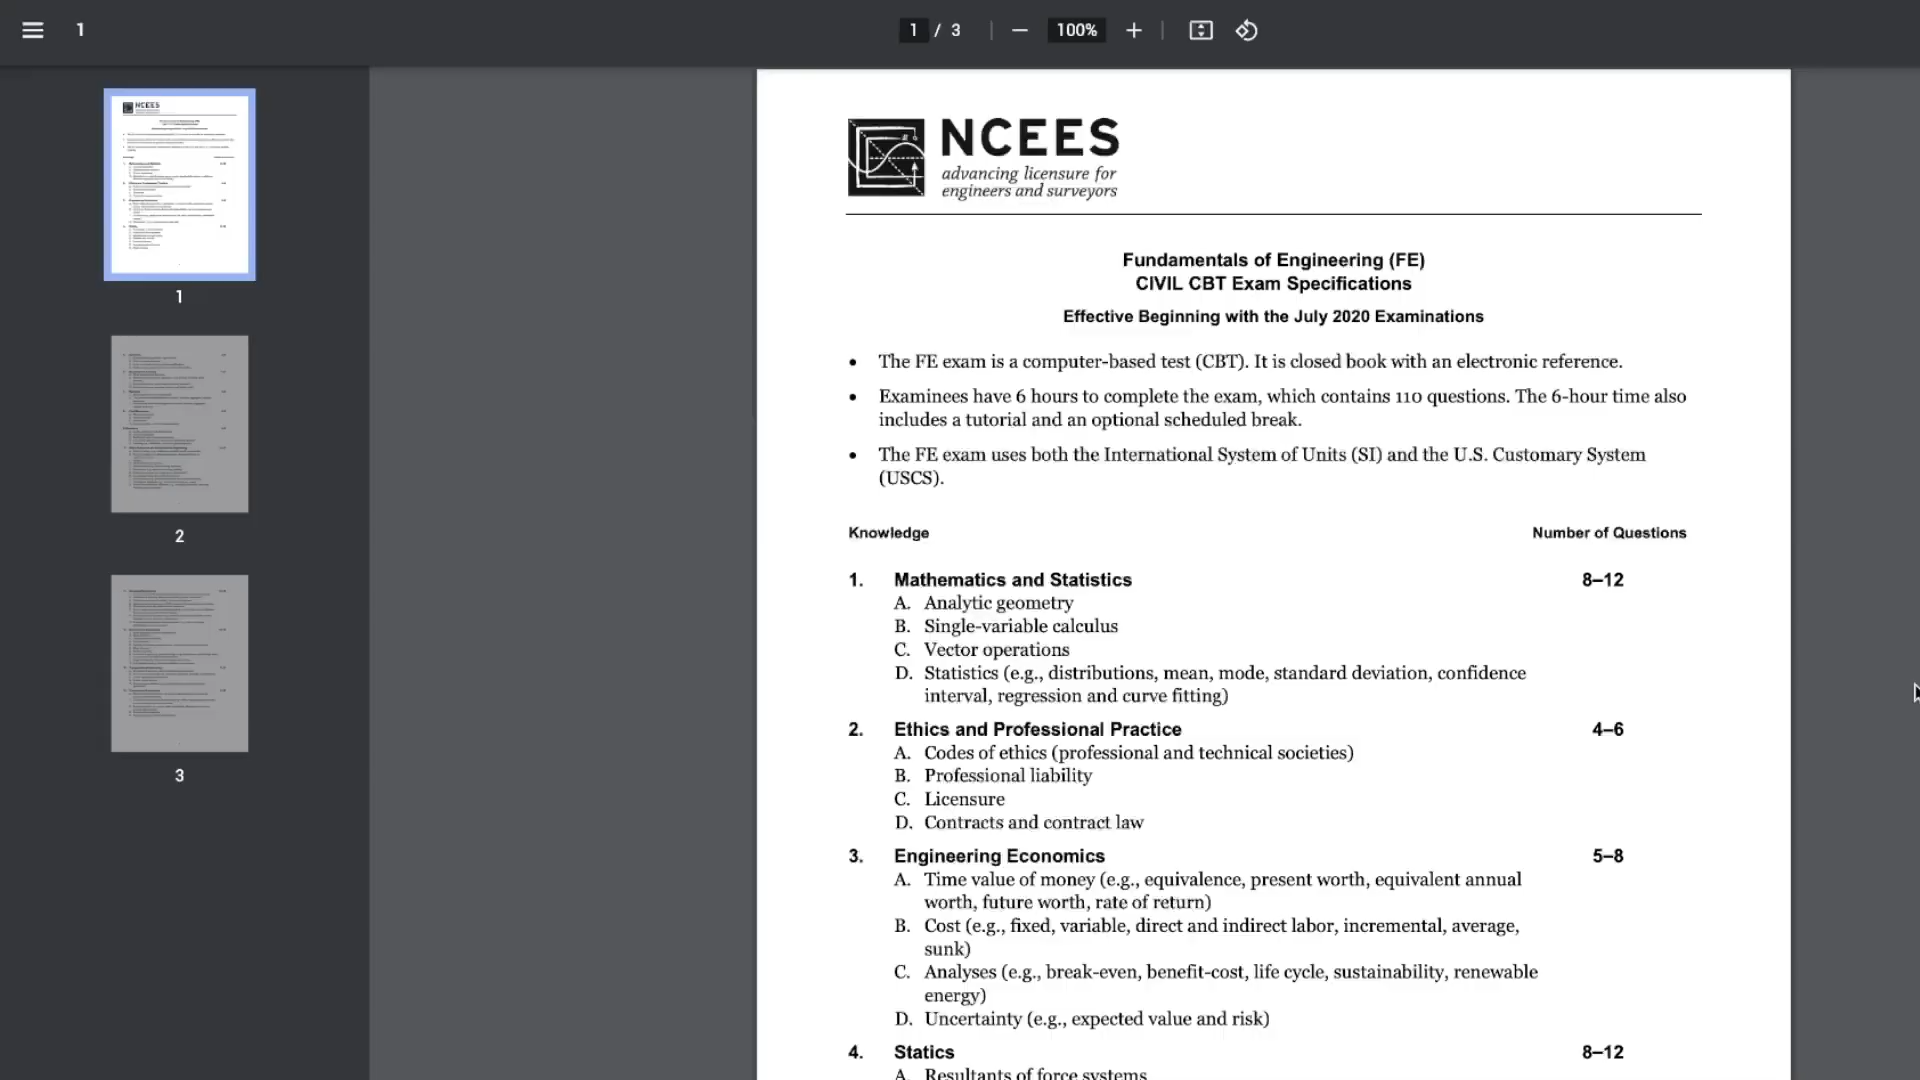 1
1 / 3
100%
1
2
3
NCEES
advancing licensure for
engineers and surveyors
Fundamentals of Engineering (FE)
CIVIL CBT Exam Specifications
Effective Beginning with the July 2020 Examinations
• The FE exam is a computer-based test (CBT). It is closed book with an electronic reference.
• Examinees have 6 hours to complete the exam, which contains 110 questions. The 6-hour time also
includes a tutorial and an optional scheduled break.
• The FE exam uses both the International System of Units (SI) and the U.S. Customary System
(USCS).
Knowledge Number of Questions
1. Mathematics and Statistics 8–12
A. Analytic geometry
B. Single-variable calculus
C. Vector operations
D. Statistics (e.g., distributions, mean, mode, standard deviation, confidence
interval, regression and curve fitting)
2. Ethics and Professional Practice 4–6
A. Codes of ethics (professional and technical societies)
B. Professional liability
C. Licensure
D. Contracts and contract law
3. Engineering Economics 5–8
A. Time value of money (e.g., equivalence, present worth, equivalent annual
worth, future worth, rate of return)
B. Cost (e.g., fixed, variable, direct and indirect labor, incremental, average,
sunk)
C. Analyses (e.g., break-even, benefit-cost, life cycle, sustainability, renewable
energy)
D. Uncertainty (e.g., expected value and risk)
4. Statics 8–12
A. Resultants of force systems